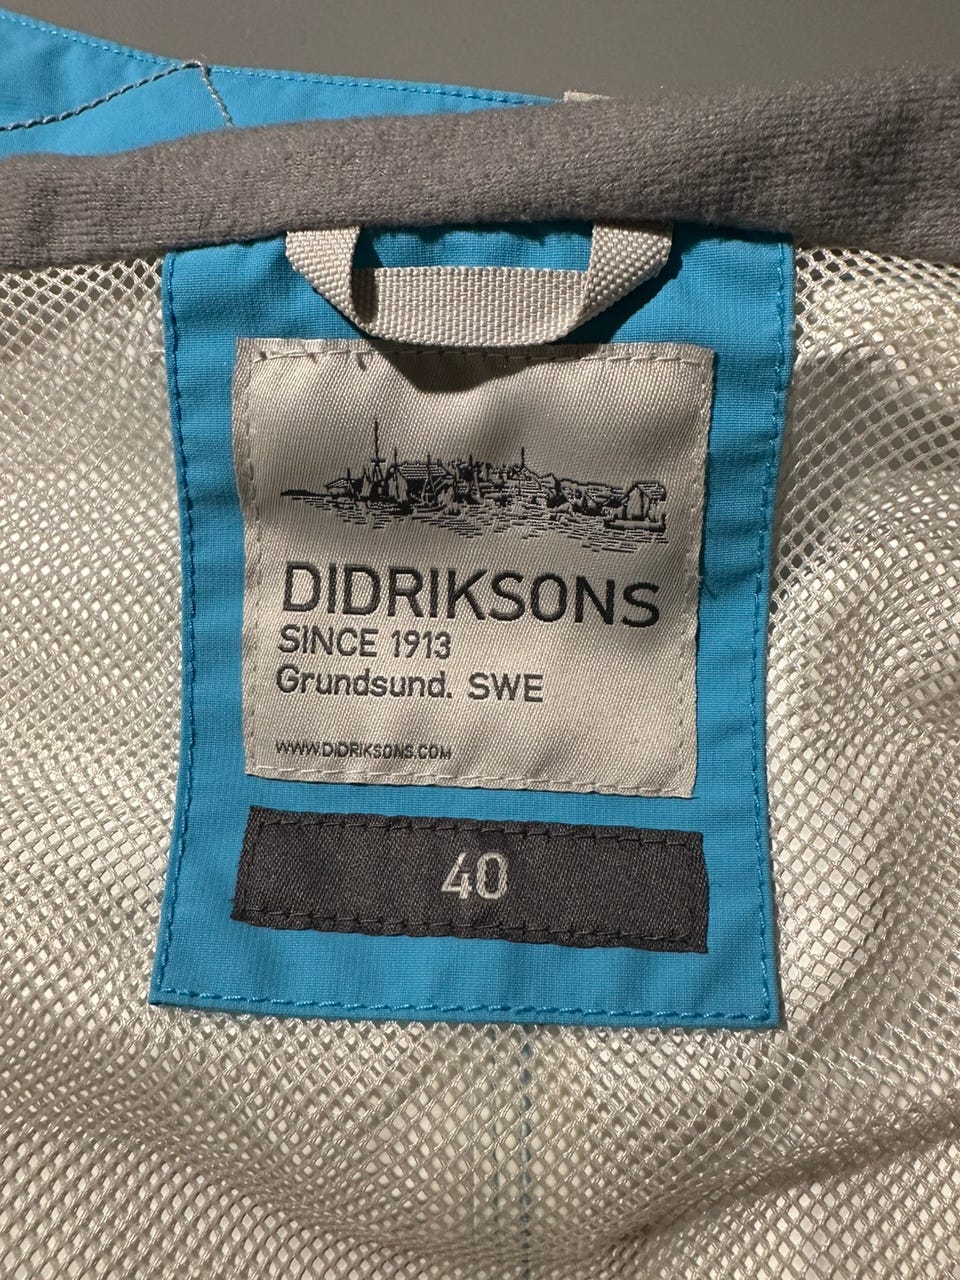 DIDRIKSONS
SINCE 1913
Grundsund. SWE
WWW.DIDRIKSONS.COM
40